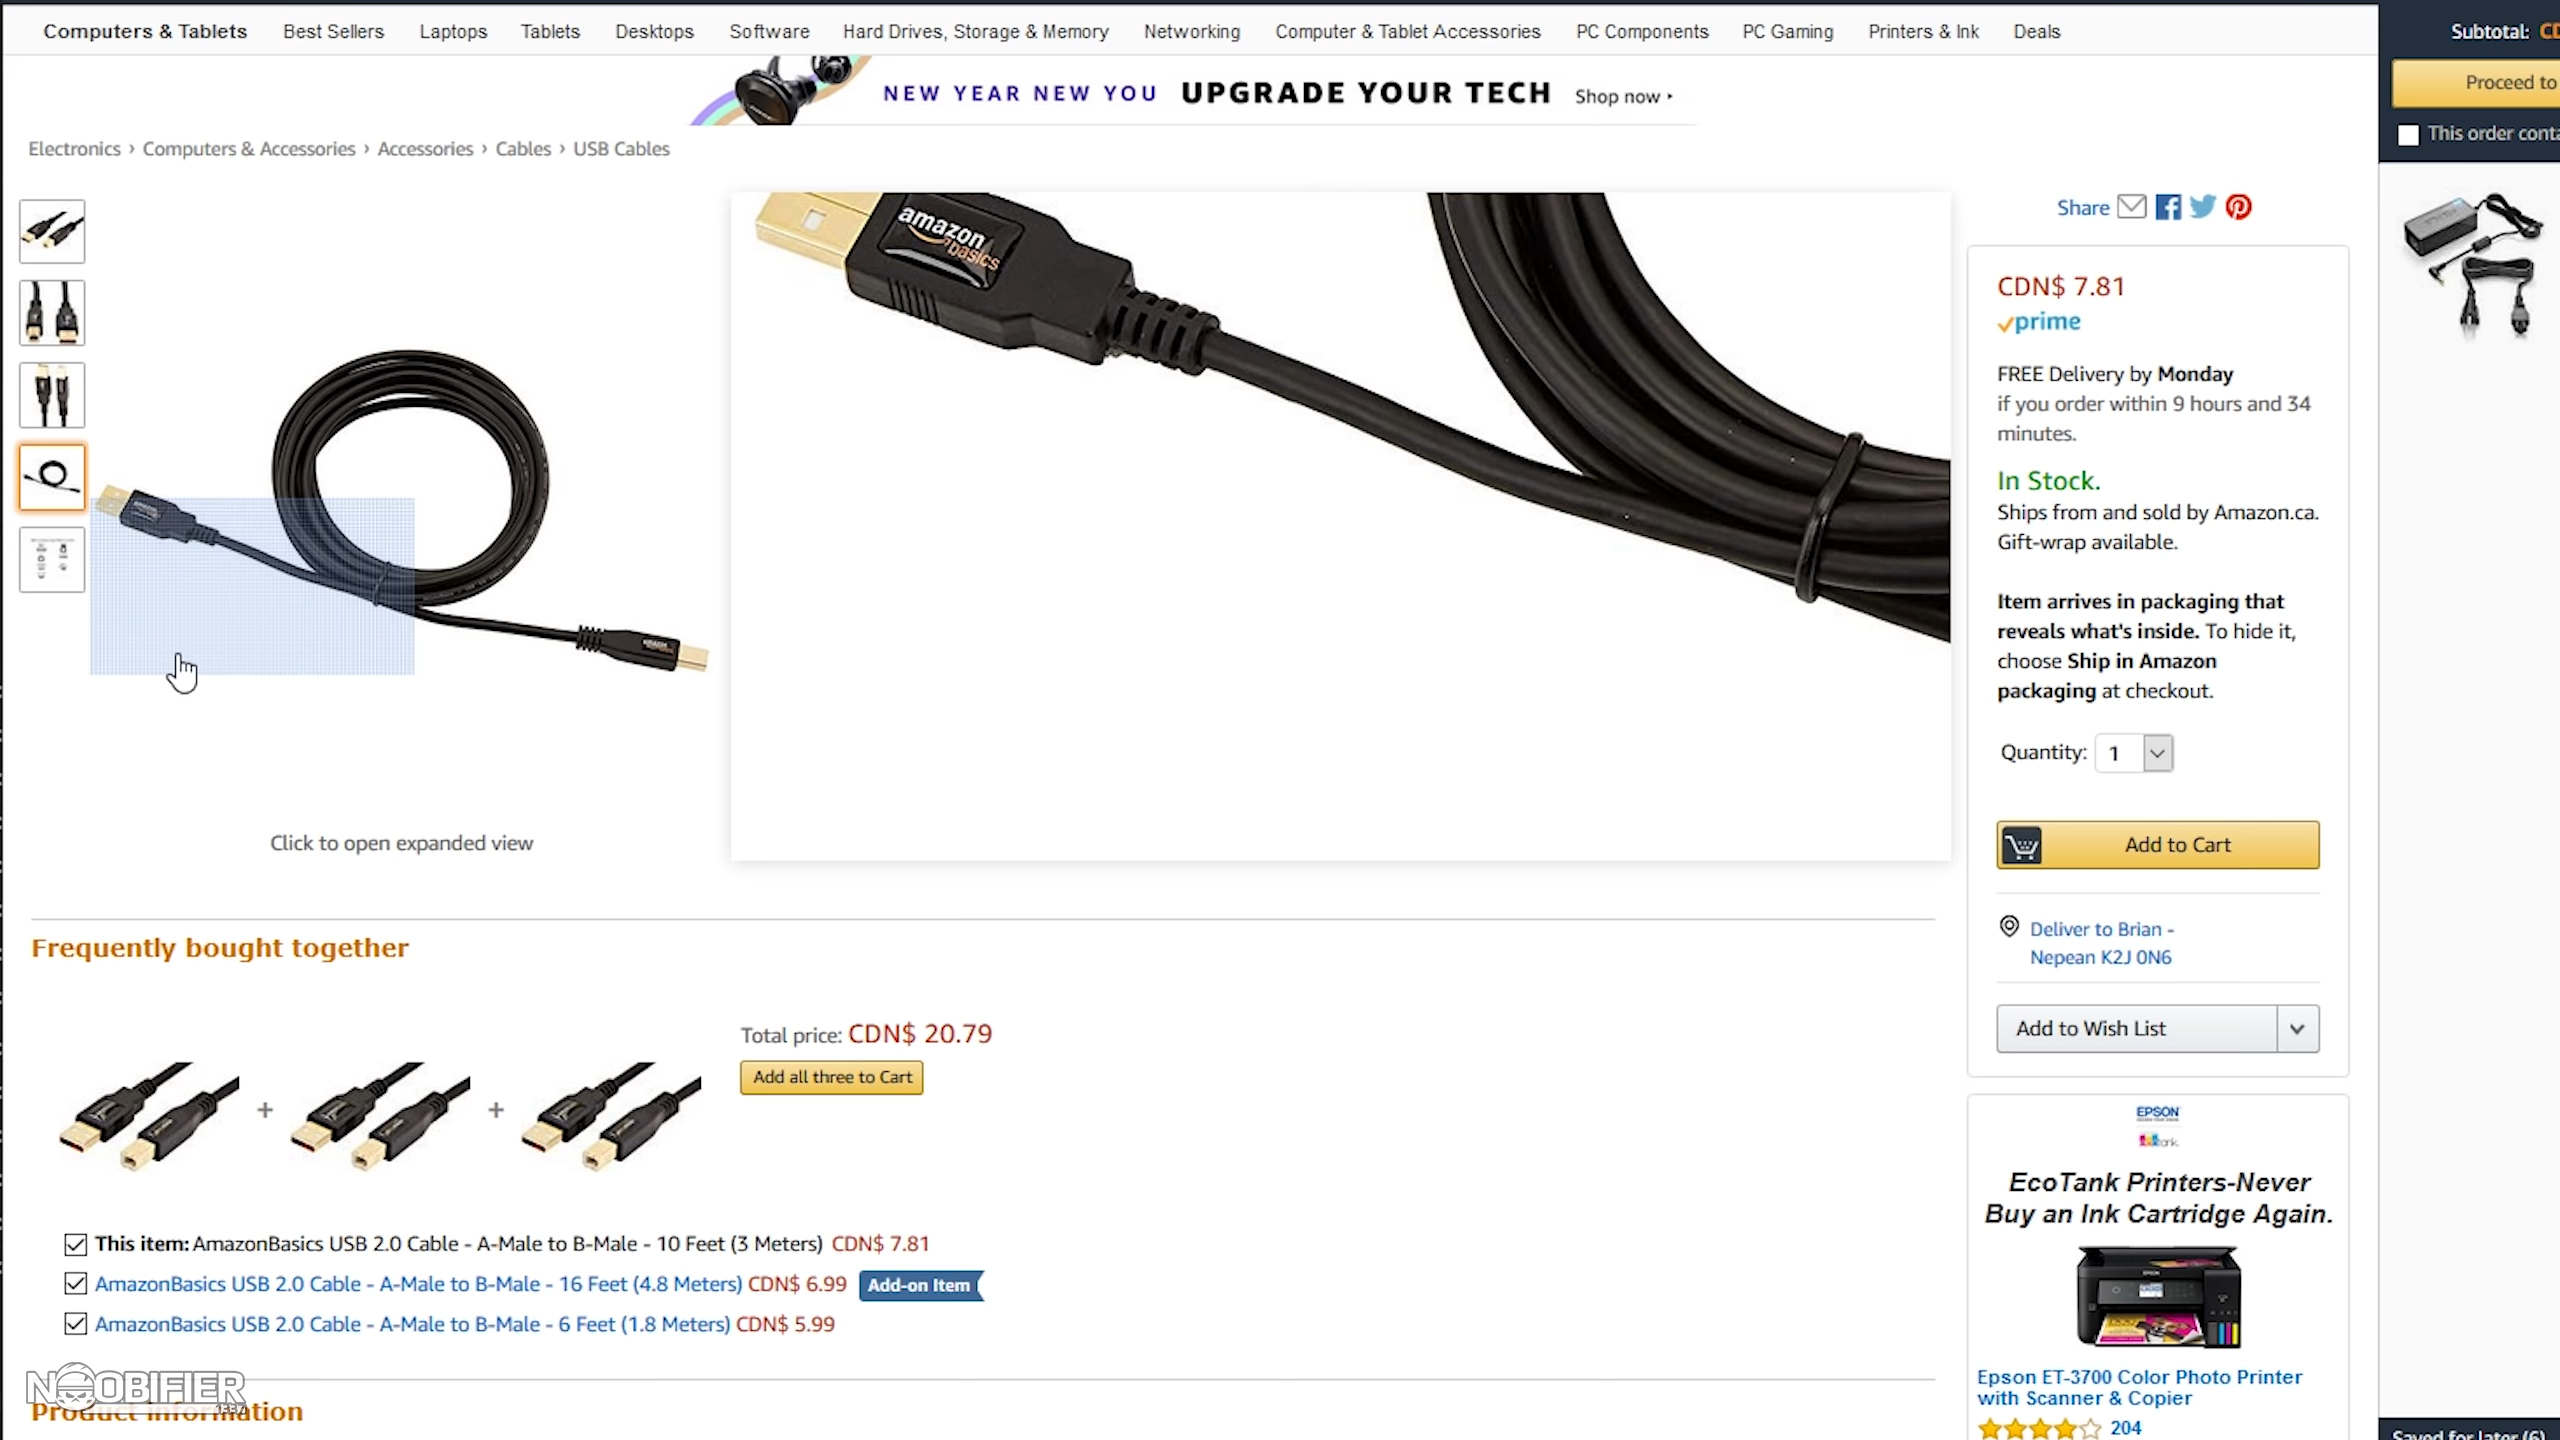 Computers & Tablets Best Sellers Laptops Tablets Desktops Software Hard Drives, Storage & Memory Networking Computer & Tablet Accessories PC Components PC Gaming Printers & Ink Deals
Subtotal:
Proceed to
This order
NEW YEAR NEW YOU UPGRADE YOUR TECH Shop now
Electronics › Computers & Accessories › Accessories › Cables › USB Cables
amazon
basics
Click to open expanded view
Share
CDN$ 7.81
prime
FREE Delivery by Monday
if you order within 9 hours and 34
minutes.
In Stock.
Ships from and sold by Amazon.ca.
Gift-wrap available.
Item arrives in packaging that
reveals what's inside. To hide it,
choose Ship in Amazon
packaging at checkout.
Quantity: 1
Add to Cart
Deliver to Brian -
Nepean K2J 0N6
Add to Wish List
Frequently bought together
Total price: CDN$ 20.79
Add all three to Cart
This item: AmazonBasics USB 2.0 Cable - A-Male to B-Male - 10 Feet (3 Meters) CDN$ 7.81
AmazonBasics USB 2.0 Cable - A-Male to B-Male - 16 Feet (4.8 Meters) CDN$ 6.99 Add-on Item
AmazonBasics USB 2.0 Cable - A-Male to B-Male - 6 Feet (1.8 Meters) CDN$ 5.99
NOOBIFIER
1337
Product information
EPSON
EcoTank Printers-Never
Buy an Ink Cartridge Again.
Epson ET-3700 Color Photo Printer
with Scanner & Copier
204
Saved for later (6)